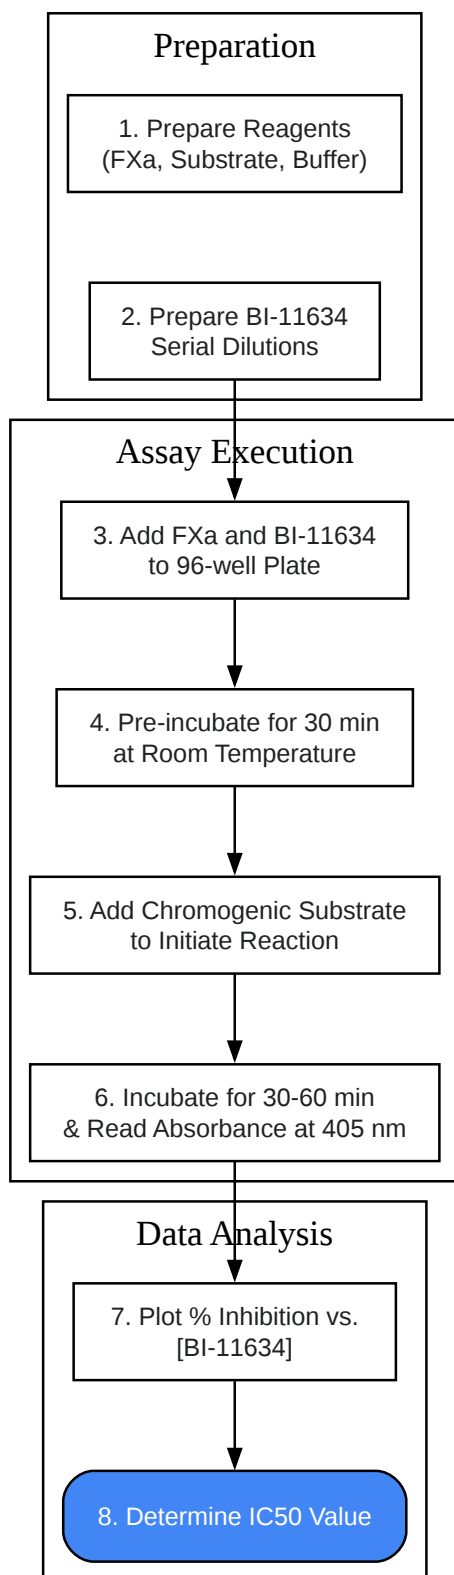 Preparation
1. Prepare Reagents
(FXa, Substrate, Buffer)
2. Prepare BI-11634
Serial Dilutions
Assay Execution
3. Add FXa and BI-11634
to 96-well Plate
4. Pre-incubate for 30 min
at Room Temperature
5. Add Chromogenic Substrate
to Initiate Reaction
6. Incubate for 30-60 min
& Read Absorbance at 405 nm
Data Analysis
7. Plot % Inhibition vs.
[BI-11634]
8. Determine IC50 Value